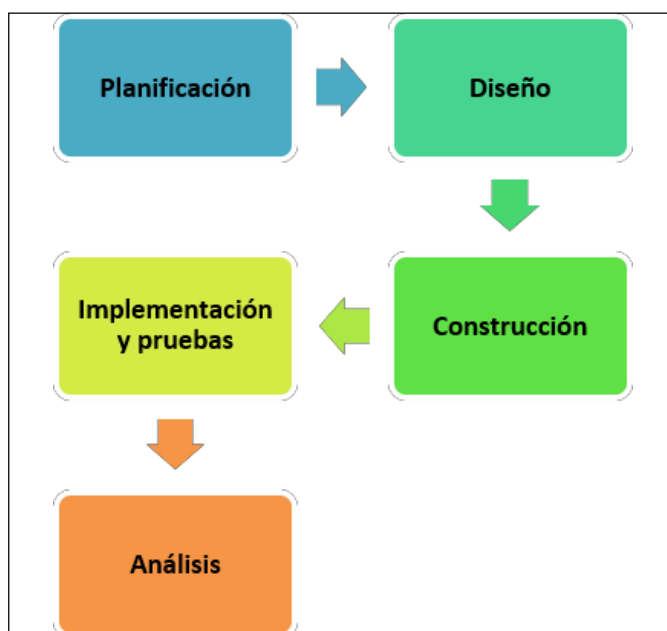 Planificación
Diseño
Construcción
Implementación
y pruebas
Análisis